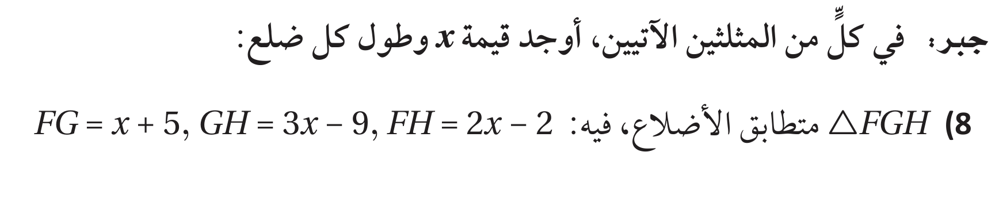 جبر: في كلٍّ من المثلثين الآتيين، أوجد قيمة x وطول كل ضلع:
8) △FGH متطابق الأضلاع، فيه: FG = x + 5, GH = 3x − 9, FH = 2x − 2